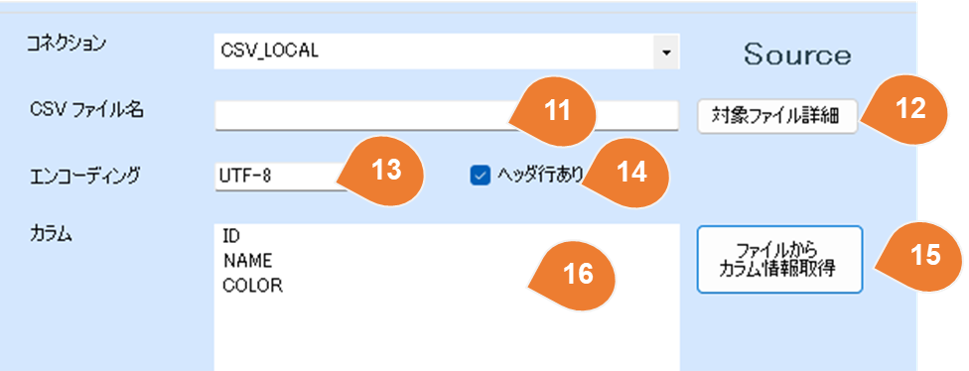 コネクション
CSV_LOCAL
Source
CSV ファイル名
11
対象ファイル詳細
12
エンコーディング
UTF-8
13
ヘッダ行あり
14
カラム
ID
NAME
COLOR
16
ファイルから
カラム情報取得
15